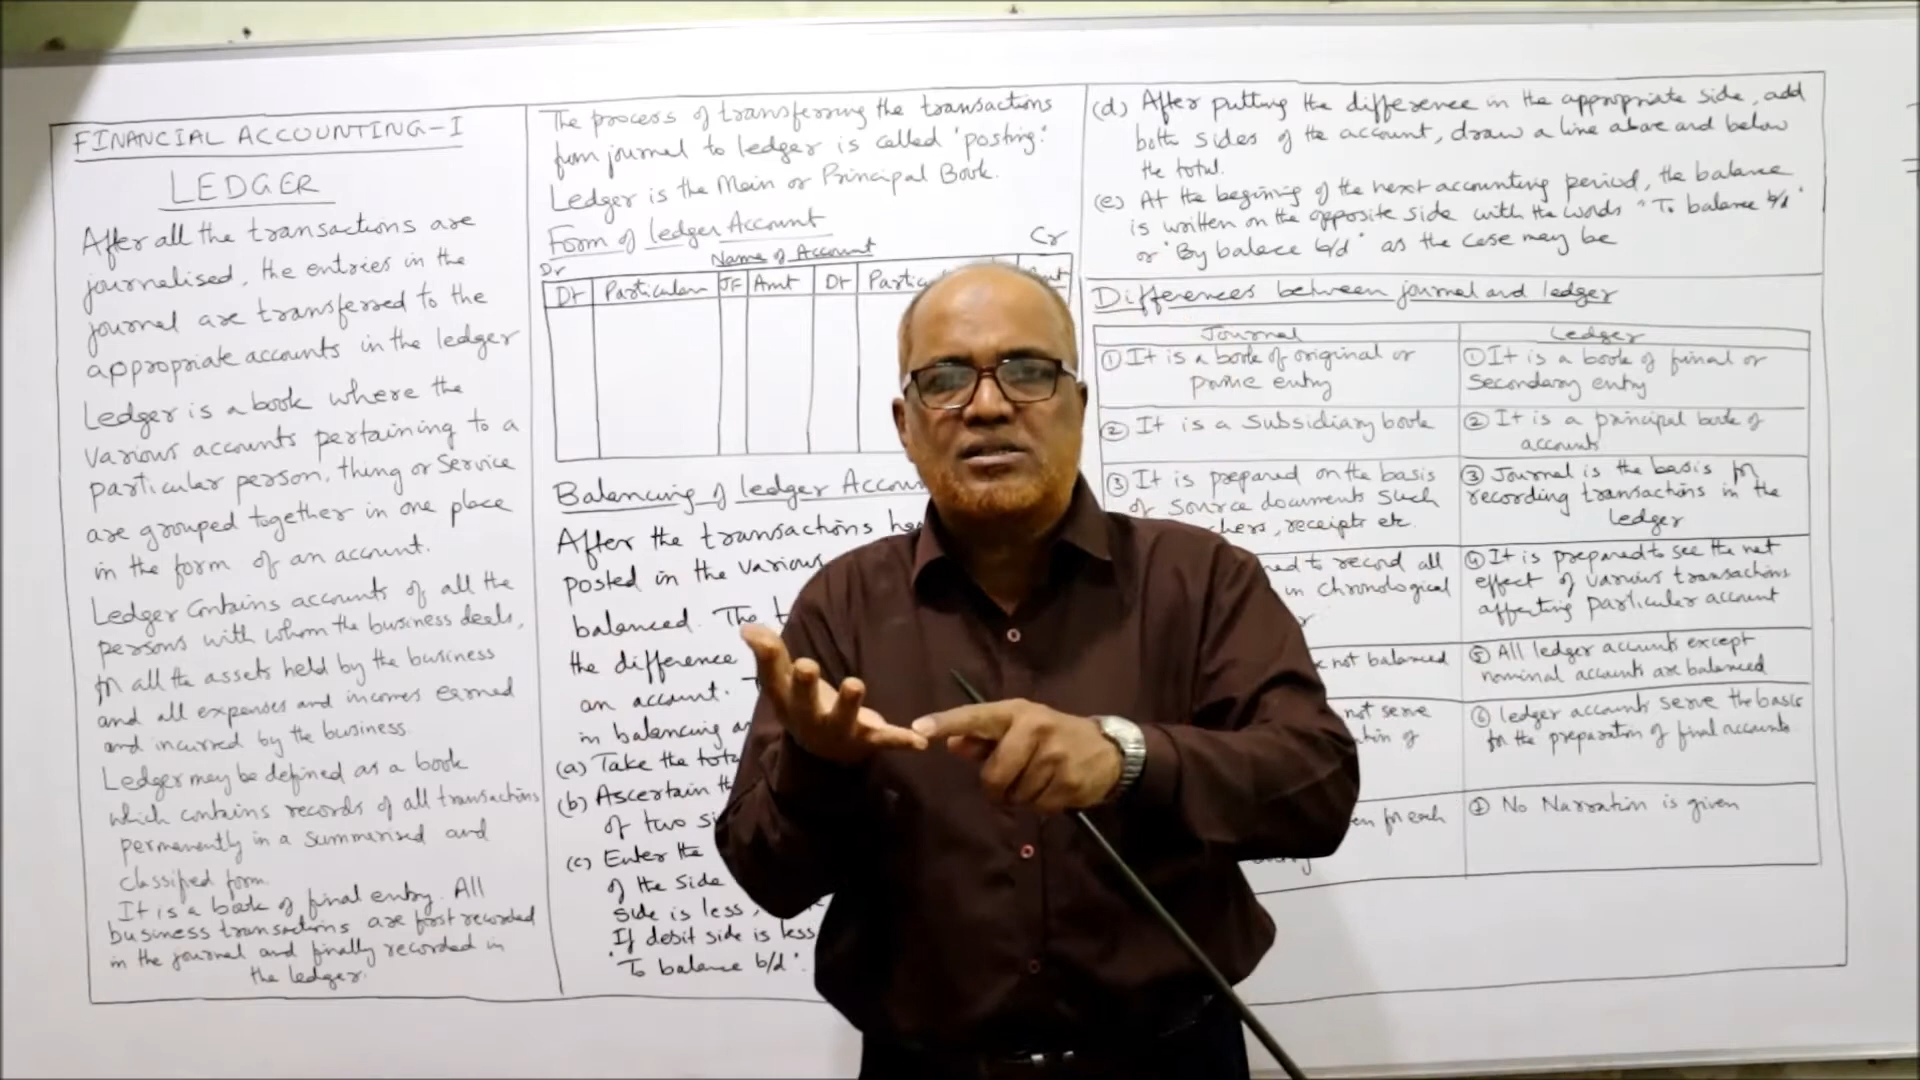 FINANCIAL ACCOUNTING-I
LEDGER
After all the transactions are
journalised, the entries in the
journal are transferred to the
appropriate accounts in the ledger
Ledger is a book where the
various accounts pertaining to a
particular person, thing or service
are grouped together in one place
in the form of an account.
Ledger contains accounts of all the
persons with whom the business deals,
for all the assets held by the business
and all expenses and incomes earned
and incurred by the business
Ledger may be defined as a book
which contains records of all transactions
permanently in a summarised and
classified form
It is a book of final entry. All
business transactions are first recorded
in the journal and finally recorded in
the ledger.
The process of transferring the transactions
from journal to ledger is called 'posting'.
Ledger is the Main or Principal Book.
Form of ledger Account
Name of Account
Dr
Cr
Dt Particulars JF Amt Dt
Balancing of ledger
After the transactions
posted in the various
balanced. The
the difference
an account.
in balancing
(a) Take the
(b) Ascertain
of two
(c) Enter the
of the side
side is less,
If debit side is less
'To balance b/d'.
(d) After putting the difference in the appropriate side, add
both sides of the account, draw a line above and below
the total.
(e) At the beginning of the next accounting period, the balance
is written on the opposite side with the words "To balance b/d"
or 'By balace b/d' as the case may be
Differences between journal and ledger
Journal
Ledger
① It is a book of original or
prime entry
① It is a book of final or
Secondary entry
② It is a subsidiary book
② It is a principal book of
accounts
③ It is prepared on the basis
of source documents such
receipts etc.
③ Journal is the basis for
recording transactions in the
ledger
to record all
in chronological
④ It is prepared to see the net
effect of various transactions
affecting particular account
not balanced
⑤ All ledger accounts except
nominal accounts are balanced
not serve
of
⑥ ledger accounts serve the basis
for the preparation of final accounts
for each
⑦ No Narration is given